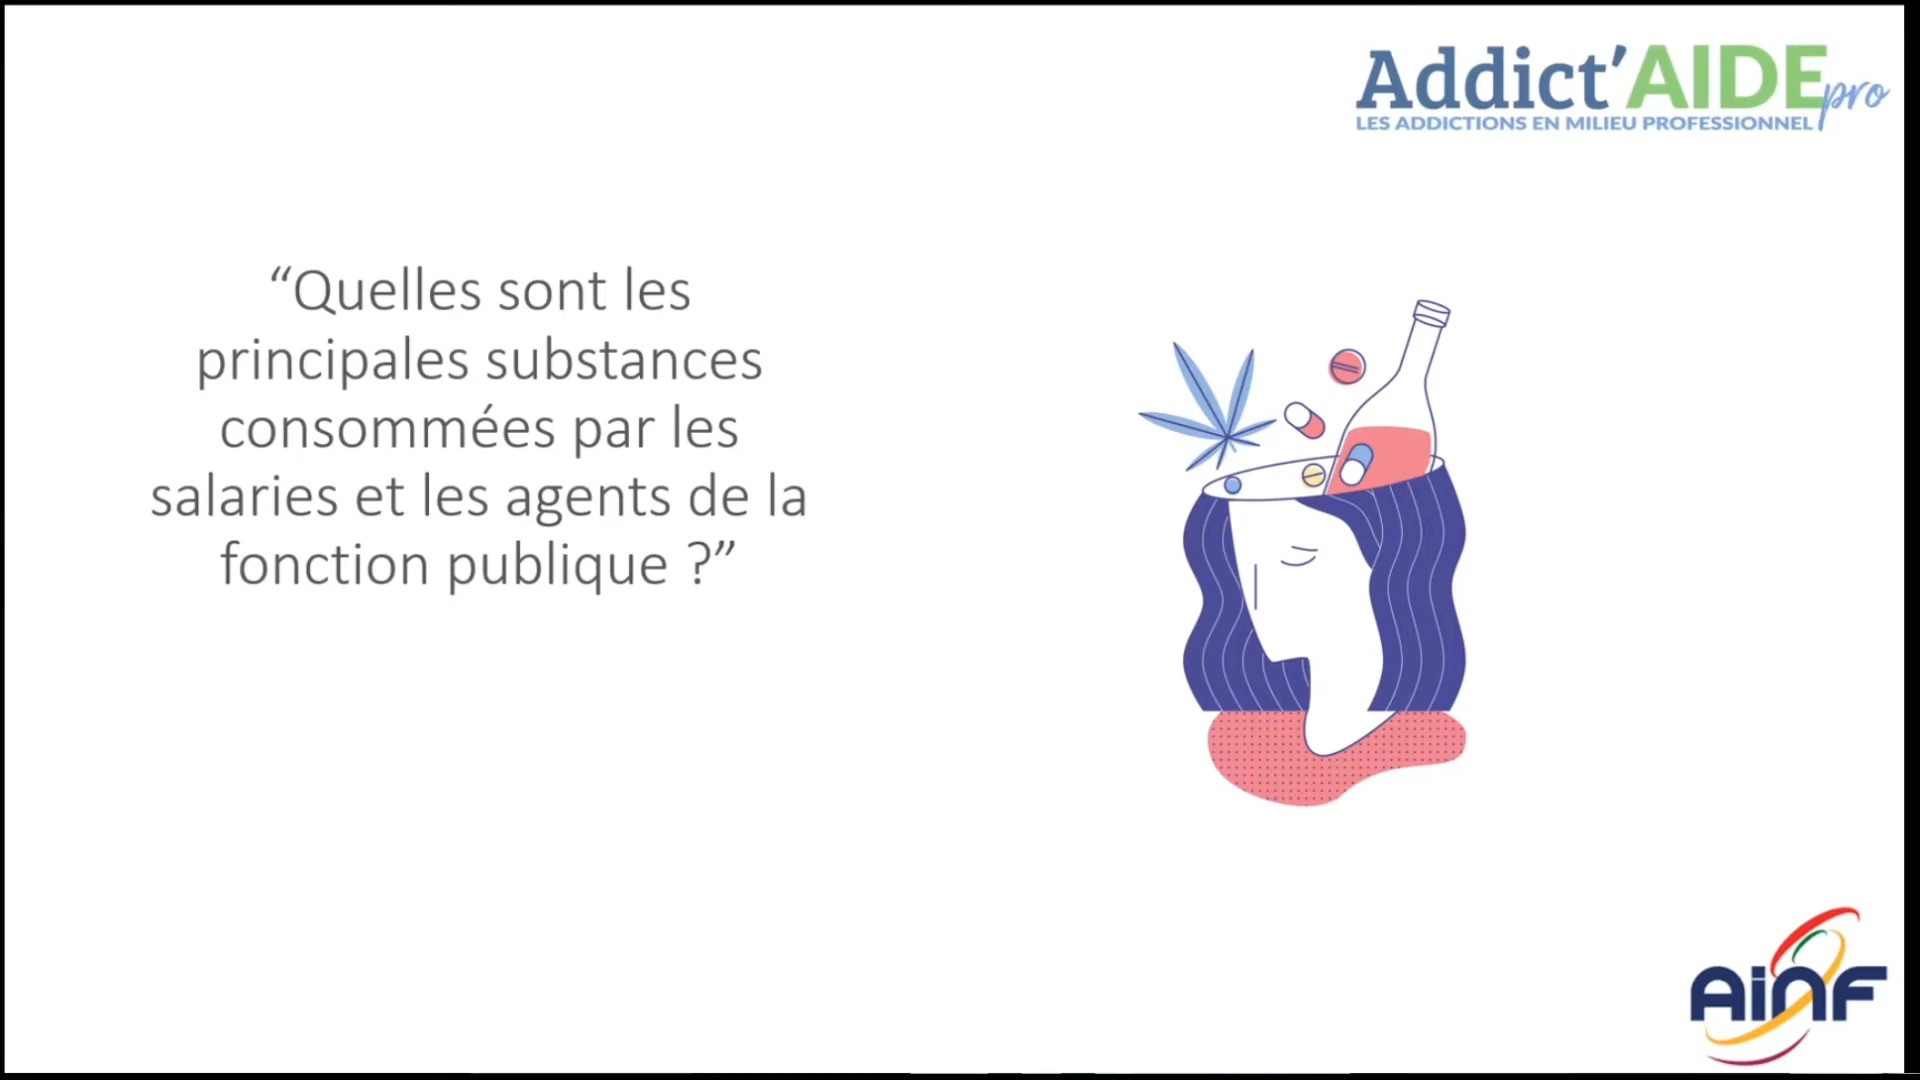 Addict’AIDE pro
LES ADDICTIONS EN MILIEU PROFESSIONNEL
“Quelles sont les
principales substances
consommées par les
salaries et les agents de la
fonction publique ?”
AiNF